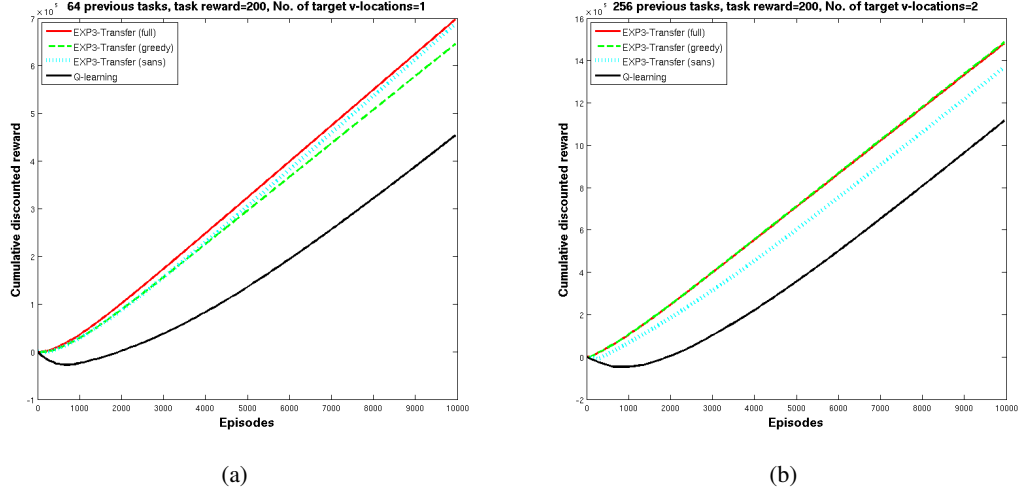 64 previous tasks, task reward=200, No. of target v-locations=1
× 10⁵
7
6
5
4
3
2
1
0
-1
EXP3-Transfer (full)
EXP3-Transfer (greedy)
EXP3-Transfer (sans)
Q-learning
Cumulative discounted reward
0 1000 2000 3000 4000 5000 6000 7000 8000 9000 10000
Episodes
(a)
256 previous tasks, task reward=200, No. of target v-locations=2
× 10⁵
16
14
12
10
8
6
4
2
0
-2
EXP3-Transfer (full)
EXP3-Transfer (greedy)
EXP3-Transfer (sans)
Q-learning
Cumulative discounted reward
0 1000 2000 3000 4000 5000 6000 7000 8000 9000 10000
Episodes
(b)